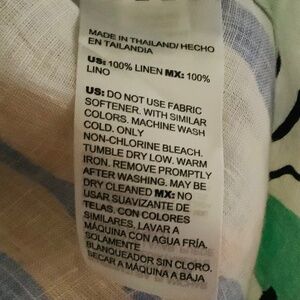 MADE IN THAILAND/ HECHO
EN TAILANDIA
US: 100% LINEN MX: 100%
LINO
US: DO NOT USE FABRIC
SOFTENER. WITH SIMILAR
COLORS. MACHINE WASH
COLD. ONLY
NON-CHLORINE BLEACH.
TUMBLE DRY LOW. WARM
IRON. REMOVE PROMPTLY
AFTER WASHING. MAY BE
DRY CLEANED MX: NO
USAR SUAVIZANTE DE
TELAS. CON COLORES
SIMILARES. LAVAR A
MÁQUINA CON AGUA FRÍA.
SOLAMENTE
BLANQUEADOR SIN CLORO.
SECAR A MÁQUINA A BAJA